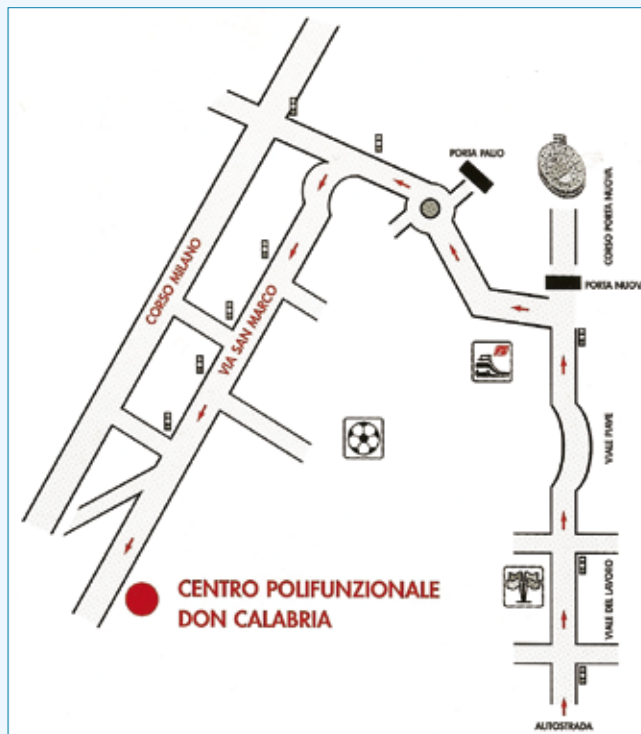 PORTA PALIO
CORSO PORTA NUOVA
PORTA NUOVA
CORSO MILANO
VIA SAN MARCO
VIALE PIAVE
CENTRO POLIFUNZIONALE
DON CALABRIA
VIALE DEL LAVORO
AUTOSTRADA